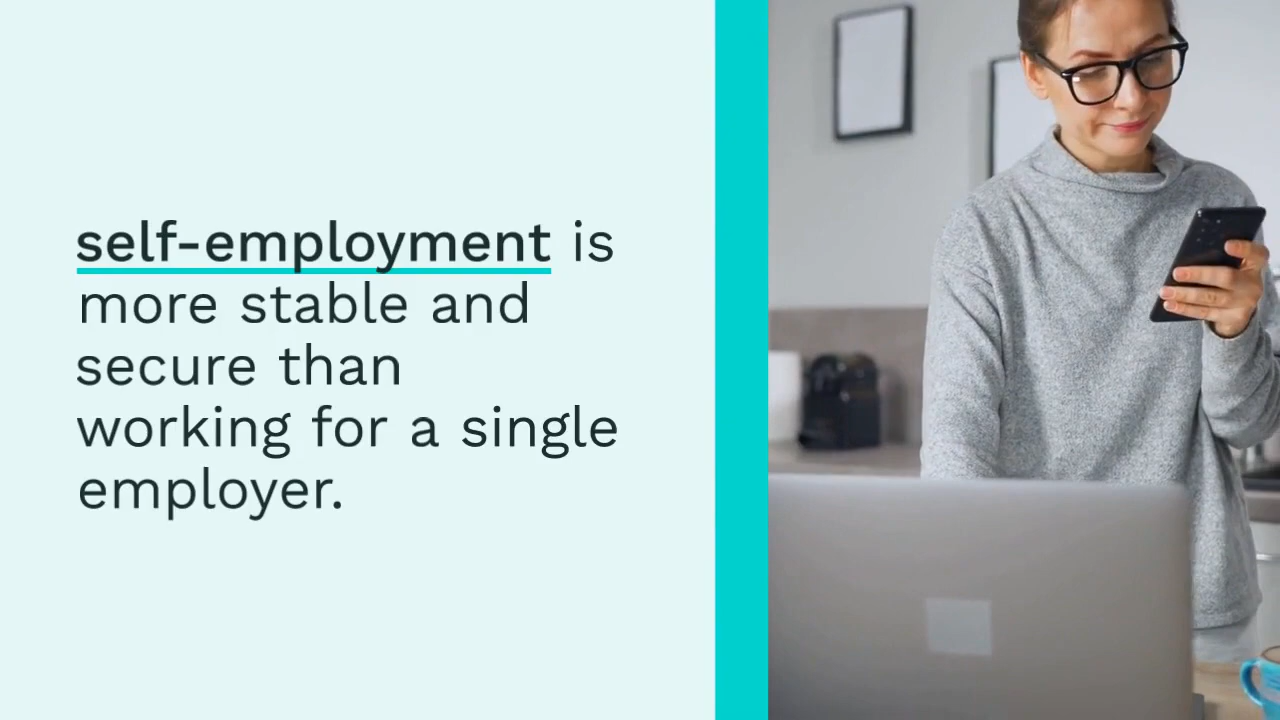 self-employment is
more stable and
secure than
working for a single
employer.